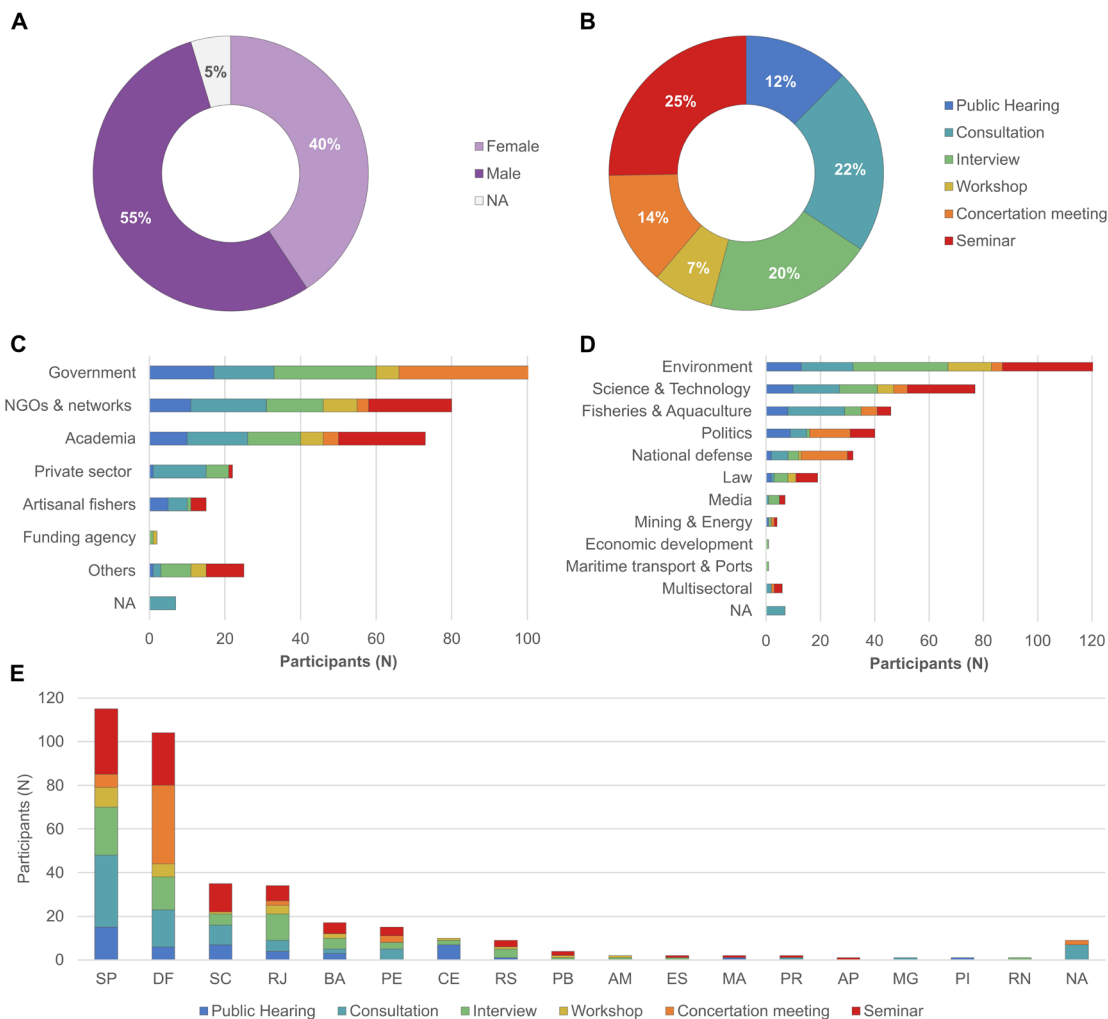 A
5%
40%
55%
Female
Male
NA
B
12%
25%
22%
14%
7%
20%
Public Hearing
Consultation
Interview
Workshop
Concertation meeting
Seminar
C
Government
NGOs & networks
Academia
Private sector
Artisanal fishers
Funding agency
Others
NA
0 20 40 60 80 100
Participants (N)
D
Environment
Science & Technology
Fisheries & Aquaculture
Politics
National defense
Law
Media
Mining & Energy
Economic development
Maritime transport & Ports
Multisectoral
NA
0 20 40 60 80 100 120
Participants (N)
E
Participants (N)
120
100
80
60
40
20
0
SP DF SC RJ BA PE CE RS PB AM ES MA PR AP MG PI RN NA
Public Hearing Consultation Interview Workshop Concertation meeting Seminar